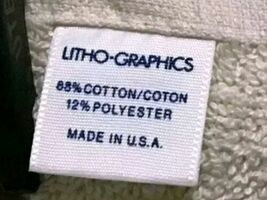 LITHO-GRAPHICS
88% COTTON/COTON
12% POLYESTER
MADE IN U.S.A.